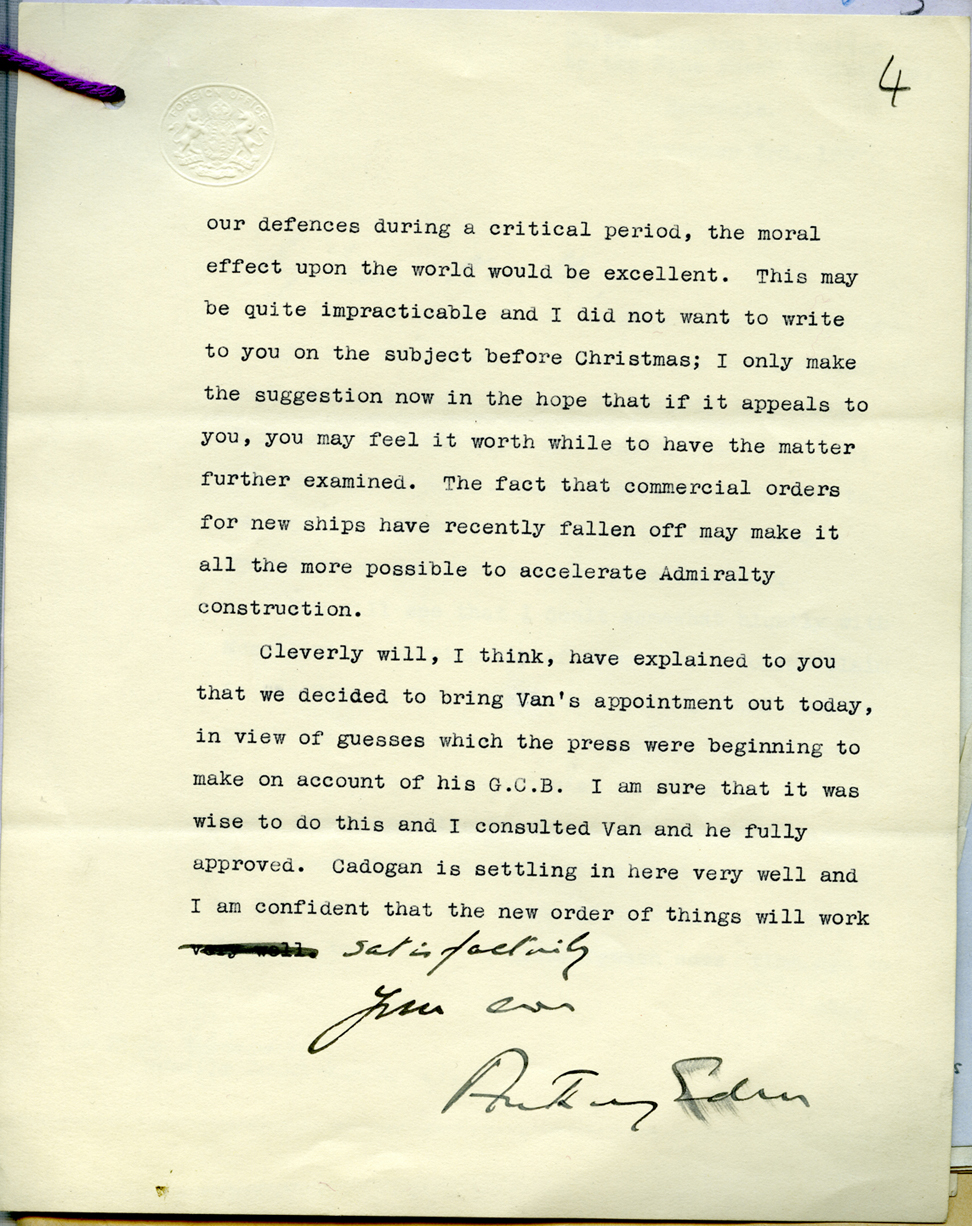 4
FOREIGN OFFICE
our defences during a critical period, the moral
effect upon the world would be excellent.  This may
be quite impracticable and I did not want to write
to you on the subject before Christmas; I only make
the suggestion now in the hope that if it appeals to
you, you may feel it worth while to have the matter
further examined.  The fact that commercial orders
for new ships have recently fallen off may make it
all the more possible to accelerate Admiralty
construction.
Cleverly will, I think, have explained to you
that we decided to bring Van's appointment out today,
in view of guesses which the press were beginning to
make on account of his G.C.B.  I am sure that it was
wise to do this and I consulted Van and he fully
approved.  Cadogan is settling in here very well and
I am confident that the new order of things will work
very well. satisfactorily
Yours ever
Anthony Eden